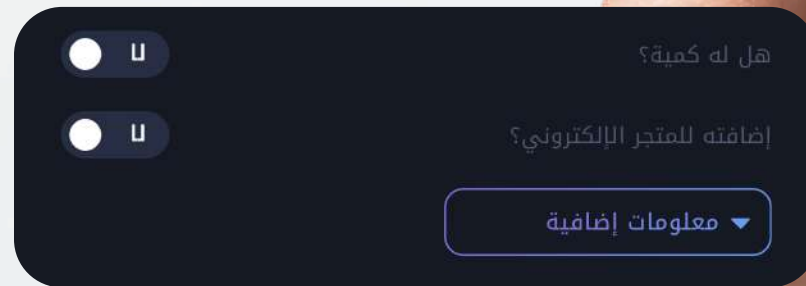 هل له كمية؟ لا
إضافته للمتجر الإلكتروني؟ لا
معلومات إضافية